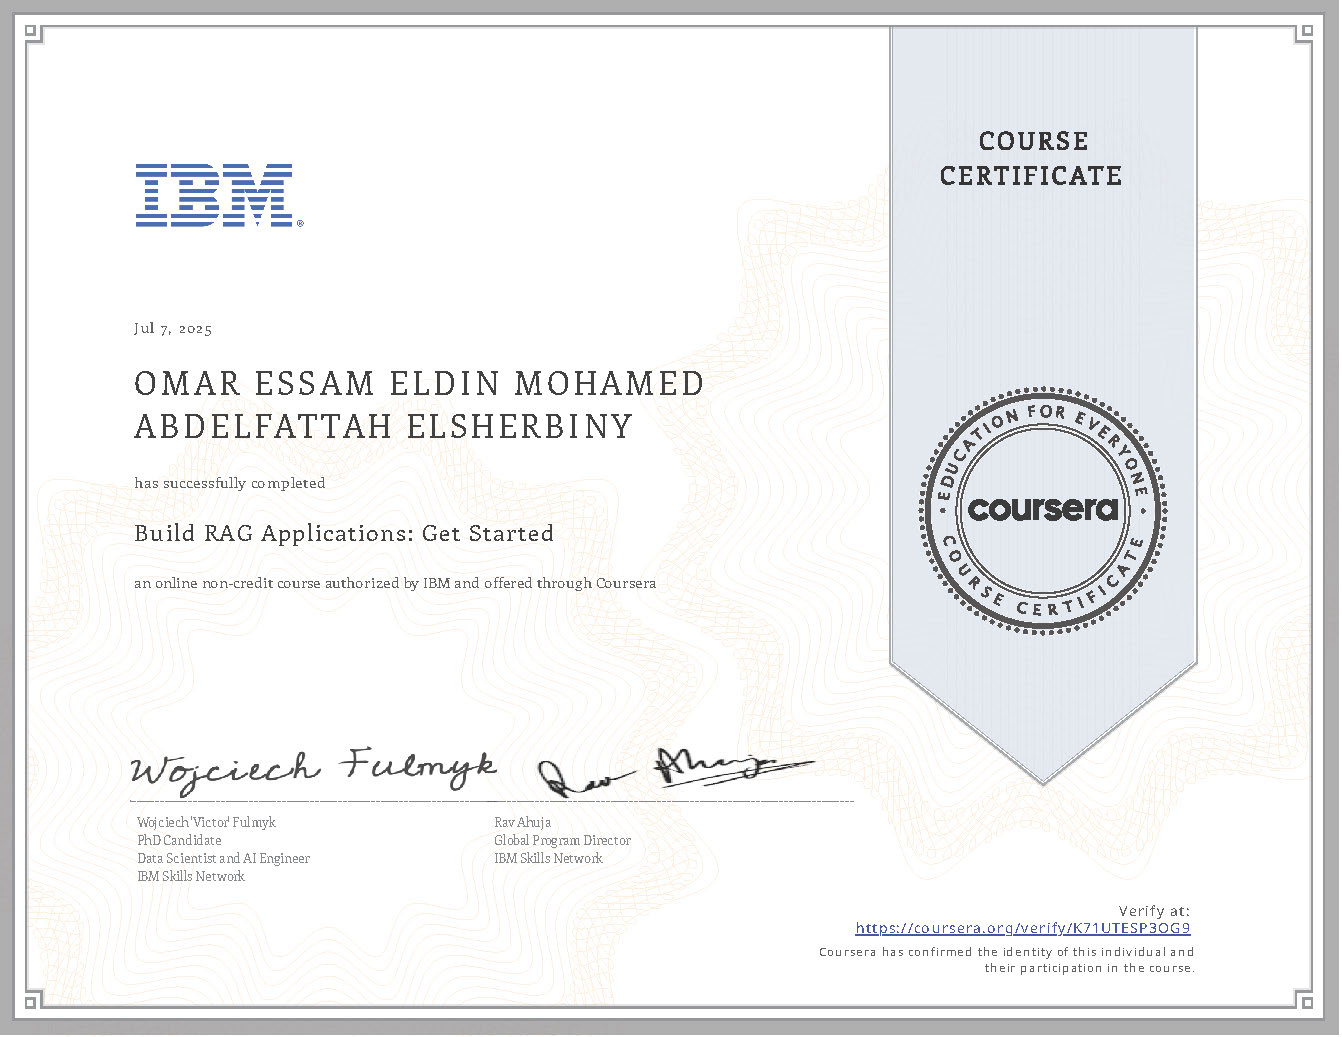 COURSE
CERTIFICATE
IBM®
Jul 7, 2025
OMAR ESSAM ELDIN MOHAMED
ABDELFATTAH ELSHERBINY
has successfully completed
Build RAG Applications: Get Started
an online non-credit course authorized by IBM and offered through Coursera
EDUCATION FOR EVERYONE
coursera
COURSE CERTIFICATE
Wojciech Fulmyk
Rav Ahuja
Wojciech 'Victor' Fulmyk
PhD Candidate
Data Scientist and AI Engineer
IBM Skills Network
Rav Ahuja
Global Program Director
IBM Skills Network
Verify at:
https://coursera.org/verify/K71UTESP3OG9
Coursera has confirmed the identity of this individual and
their participation in the course.